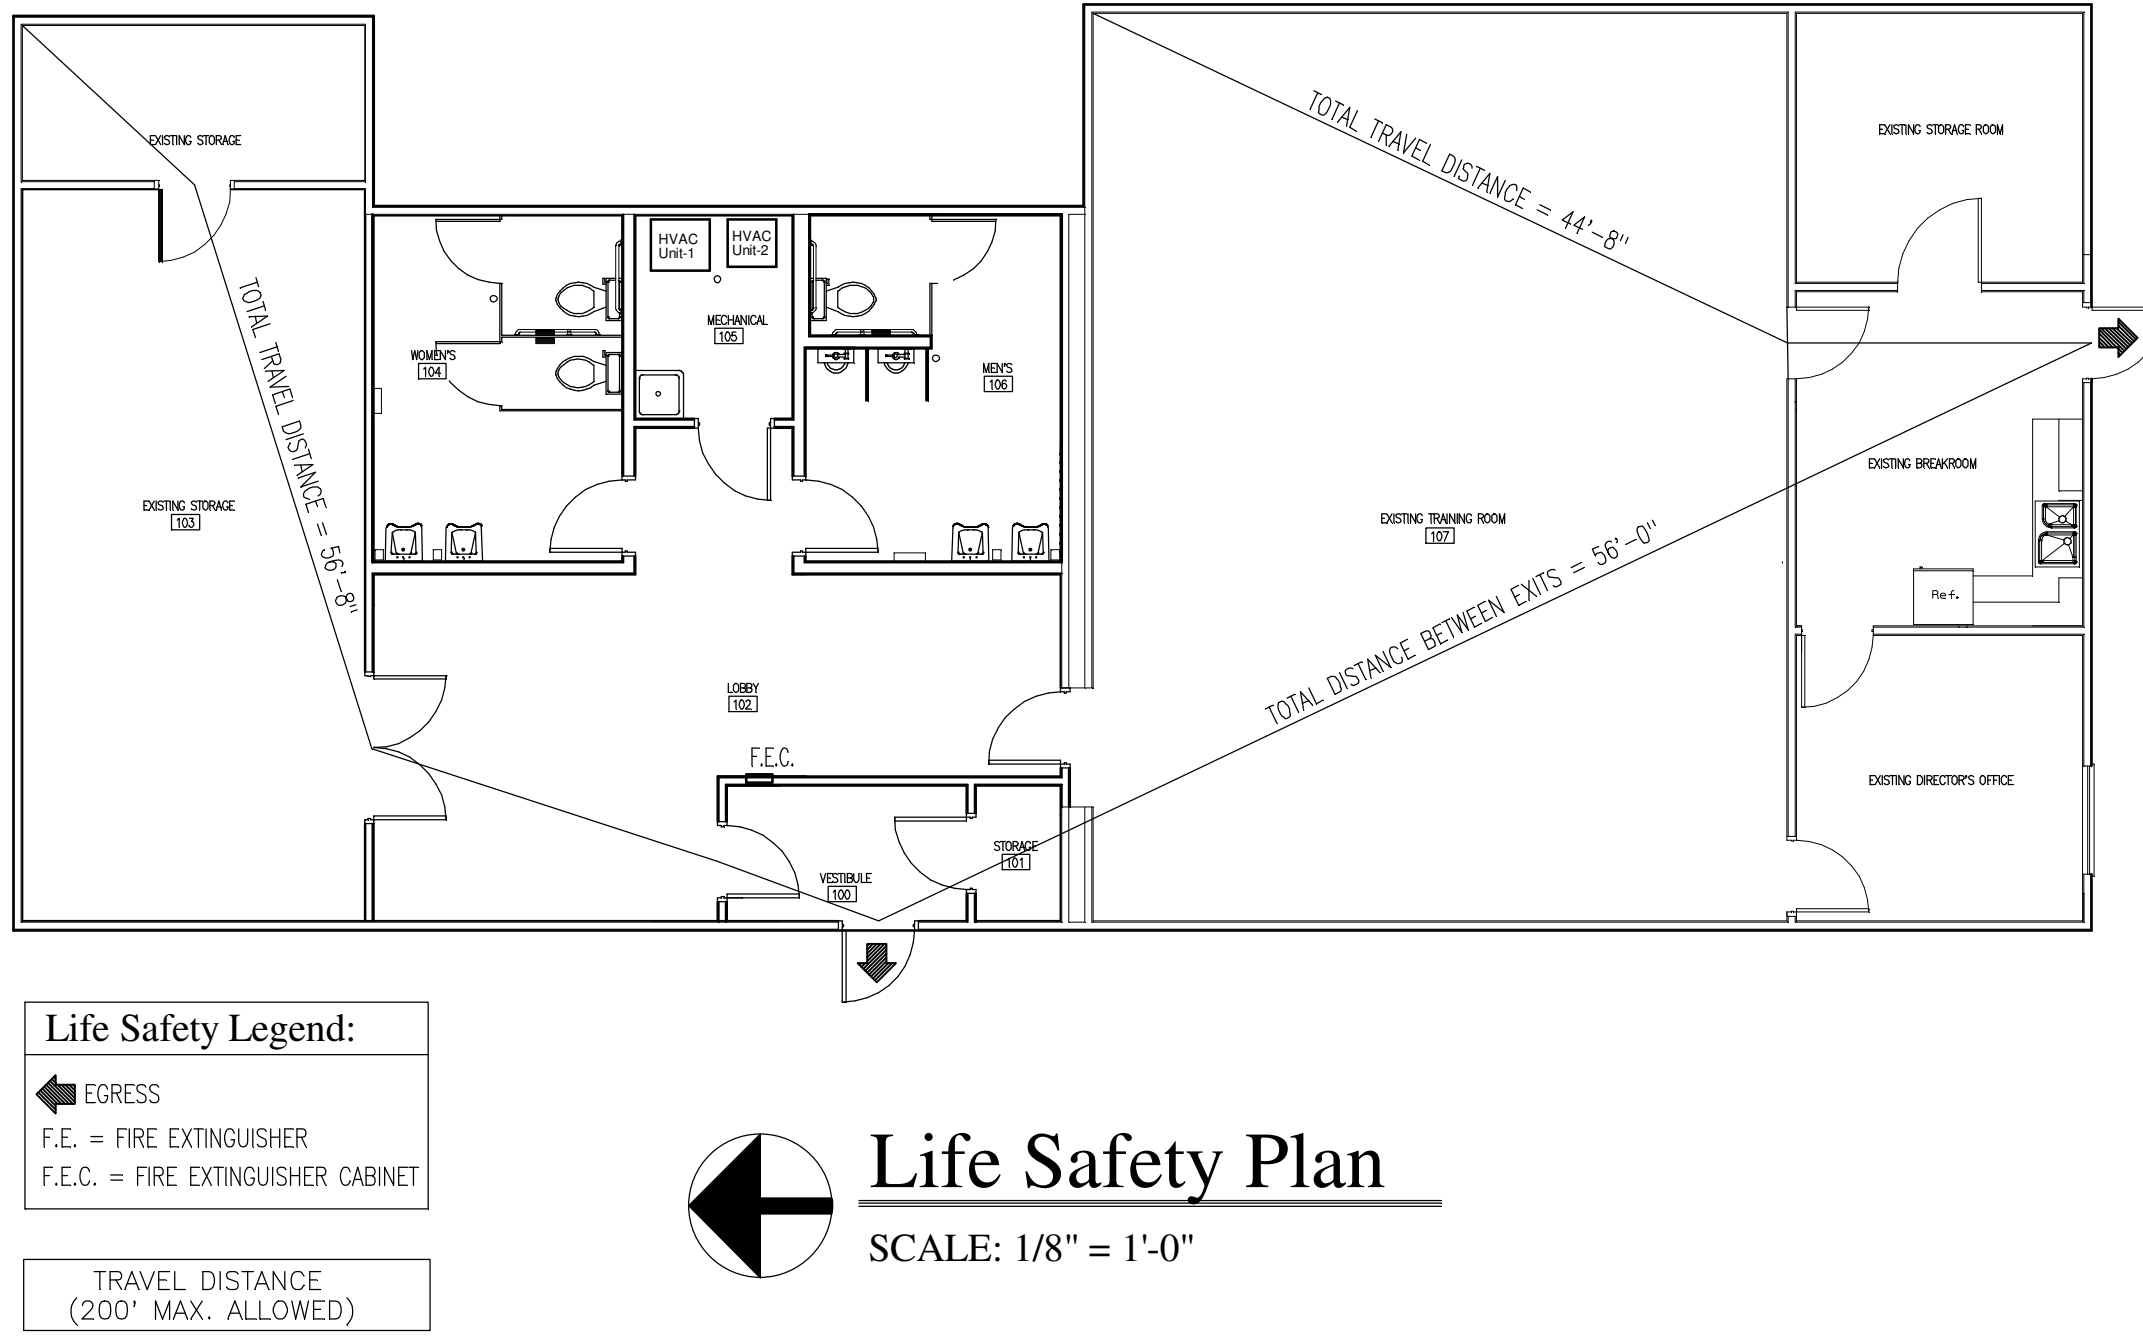 EXISTING STORAGE
EXISTING STORAGE ROOM
TOTAL TRAVEL DISTANCE = 44'-8"
TOTAL TRAVEL DISTANCE = 56'-8"
HVAC
Unit-1
HVAC
Unit-2
MECHANICAL
105
WOMEN'S
104
MEN'S
106
EXISTING BREAKROOM
EXISTING STORAGE
103
EXISTING TRAINING ROOM
107
TOTAL DISTANCE BETWEEN EXITS = 56'-0"
Ref.
LOBBY
102
F.E.C.
EXISTING DIRECTOR'S OFFICE
STORAGE
101
VESTIBULE
100
Life Safety Legend:
EGRESS
F.E. = FIRE EXTINGUISHER
F.E.C. = FIRE EXTINGUISHER CABINET
TRAVEL DISTANCE
(200' MAX. ALLOWED)
Life Safety Plan
SCALE: 1/8" = 1'-0"